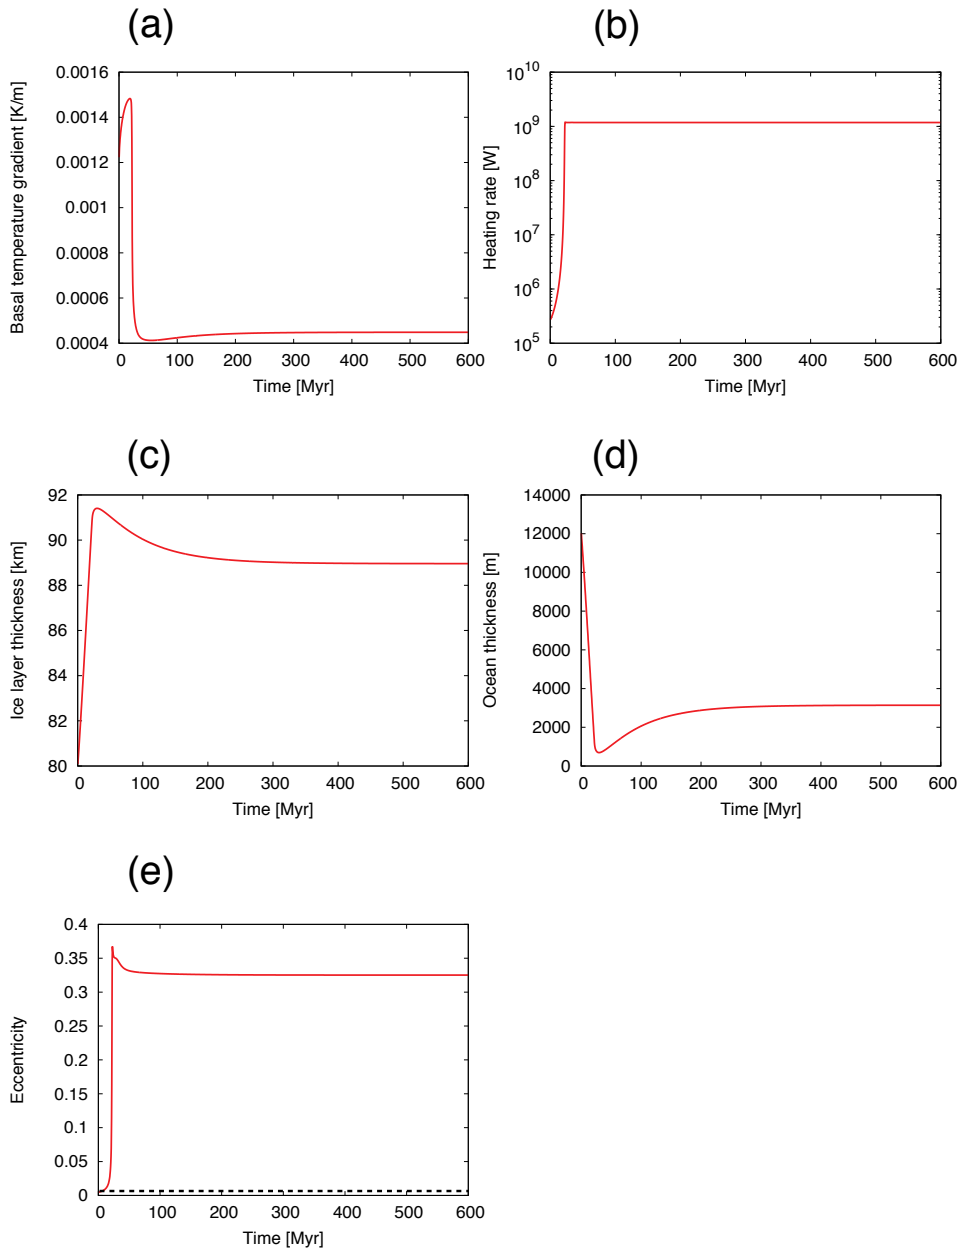 (a)
Basal temperature gradient [K/m]
0.0016
0.0014
0.0012
0.001
0.0008
0.0006
0.0004
0 100 200 300 400 500 600
Time [Myr]
(b)
Heating rate [W]
10^10
10^9
10^8
10^7
10^6
10^5
0 100 200 300 400 500 600
Time [Myr]
(c)
Ice layer thickness [km]
92
90
88
86
84
82
80
0 100 200 300 400 500 600
Time [Myr]
(d)
Ocean thickness [m]
14000
12000
10000
8000
6000
4000
2000
0
0 100 200 300 400 500 600
Time [Myr]
(e)
Eccentricity
0.4
0.35
0.3
0.25
0.2
0.15
0.1
0.05
0
0 100 200 300 400 500 600
Time [Myr]